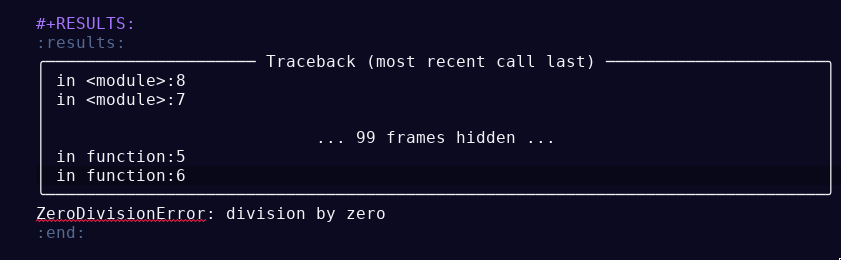 #+RESULTS:
:results:
Traceback (most recent call last)
in <module>:8
in <module>:7
... 99 frames hidden ...
in function:5
in function:6
ZeroDivisionError: division by zero
:end: